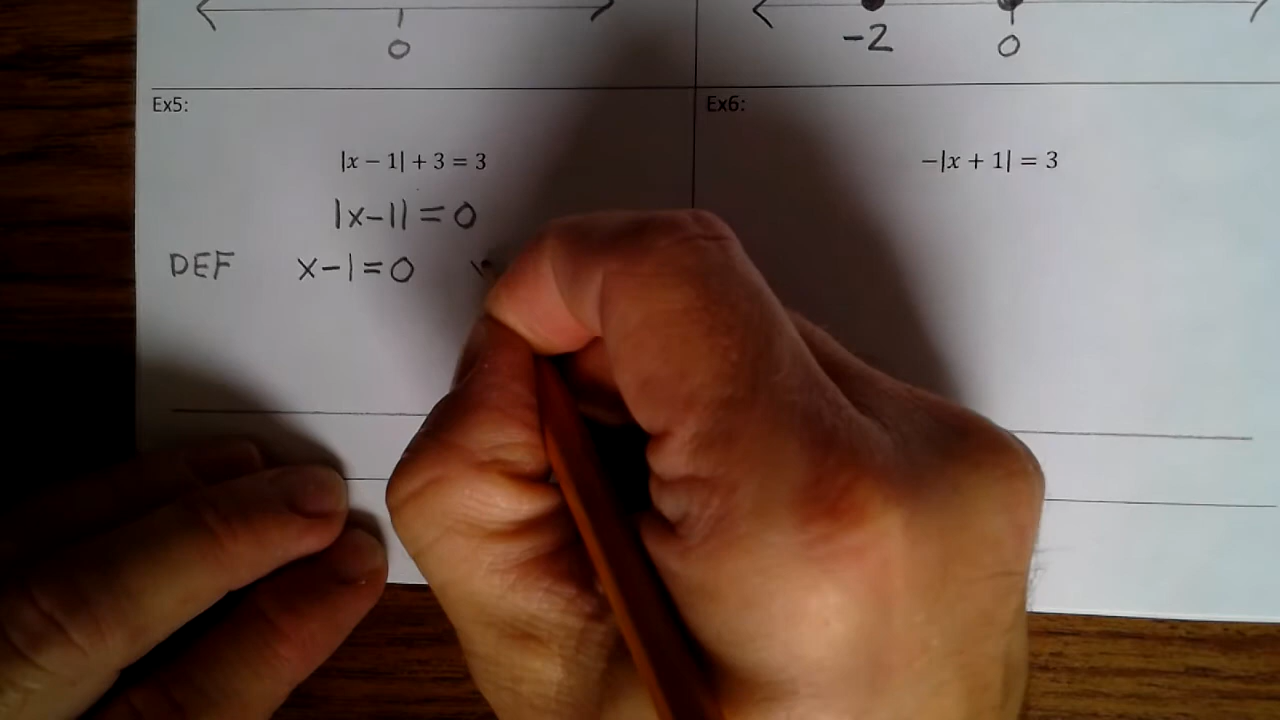 0
-2 0
Ex5:
|x − 1| + 3 = 3
|x-1| = 0
DEF x-1=0
Ex6:
−|x + 1| = 3